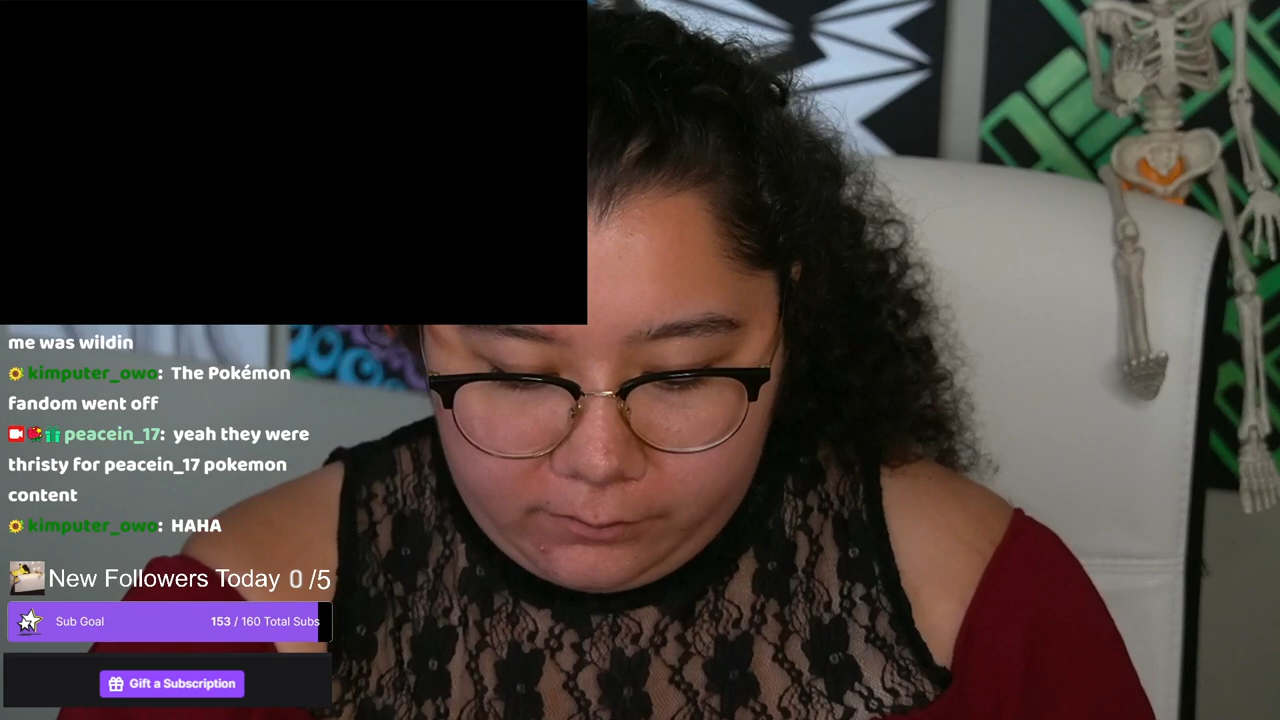 me was wildin
kimputer_owo: The Pokémon
fandom went off
peacein_17: yeah they were
thristy for peacein_17 pokemon
content
kimputer_owo: HAHA
New Followers Today 0 /5
Sub Goal 153 / 160 Total Subs
Gift a Subscription